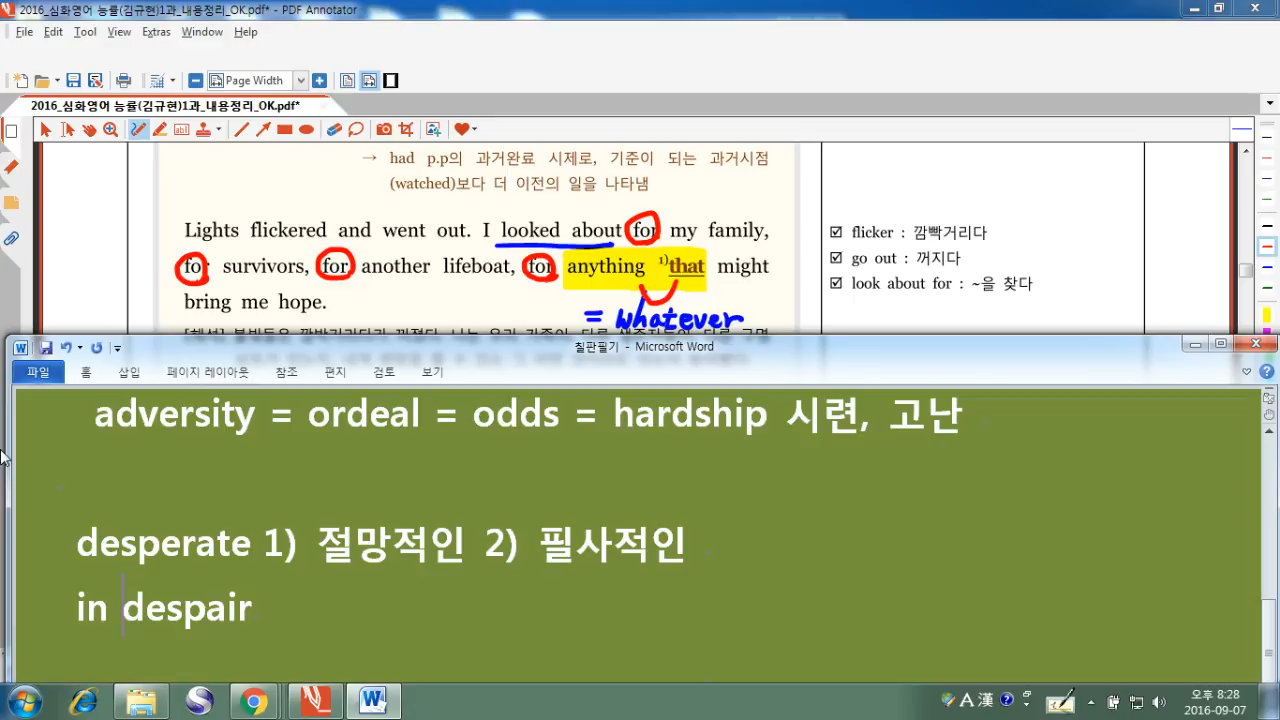 2016_심화영어 능률(김규현)1과_내용정리_OK.pdf* - PDF Annotator
File Edit Tool View Extras Window Help
Page Width
2016_심화영어 능률(김규현)1과_내용정리_OK.pdf*
→ had p.p의 과거완료 시제로, 기준이 되는 과거시점
(watched)보다 더 이전의 일을 나타냄
Lights flickered and went out. I looked about for my family,
for survivors, for another lifeboat, for anything 1)that might
bring me hope.
= whatever
☑ flicker : 깜빡거리다
☑ go out : 꺼지다
☑ look about for : ~을 찾다
칠판필기 - Microsoft Word
파일 홈 삽입 페이지 레이아웃 참조 편지 검토 보기
adversity = ordeal = odds = hardship 시련, 고난
desperate 1) 절망적인 2) 필사적인
in despair
A 漢
오후 8:28
2016-09-07